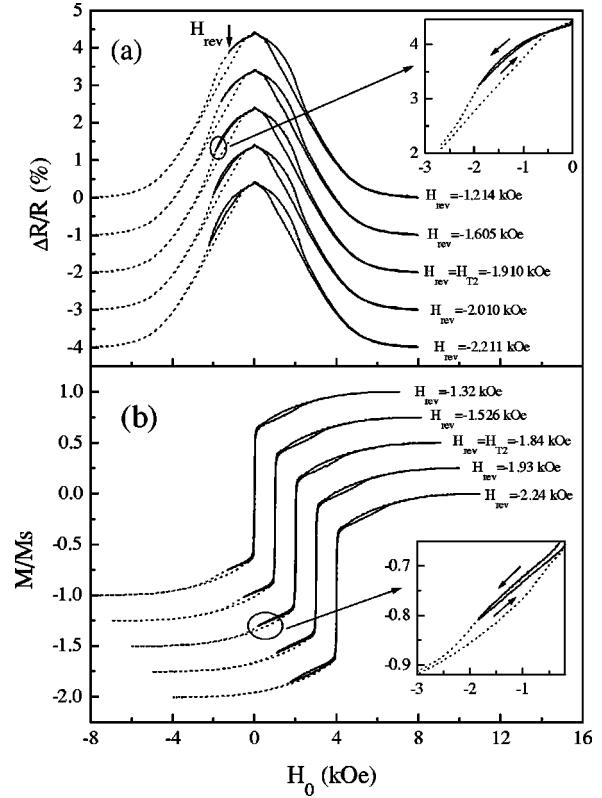 (a)
H_rev
ΔR/R (%)
5
4
3
2
1
0
-1
-2
-3
-4
4
3
2
-3 -2 -1 0
H_rev=-1.214 kOe
H_rev=-1.605 kOe
H_rev=H_T2=-1.910 kOe
H_rev=-2.010 kOe
H_rev=-2,211 kOe
(b)
M/Ms
1.0
0.5
0.0
-0.5
-1.0
-1.5
-2.0
H_rev=-1.32 kOe
H_rev=-1.526 kOe
H_rev=H_T2=-1.84 kOe
H_rev=-1.93 kOe
H_rev=-2.24 kOe
-0.7
-0.8
-0.9
-3 -2 -1
-8 -4 0 4 8 12 16
H_0 (kOe)